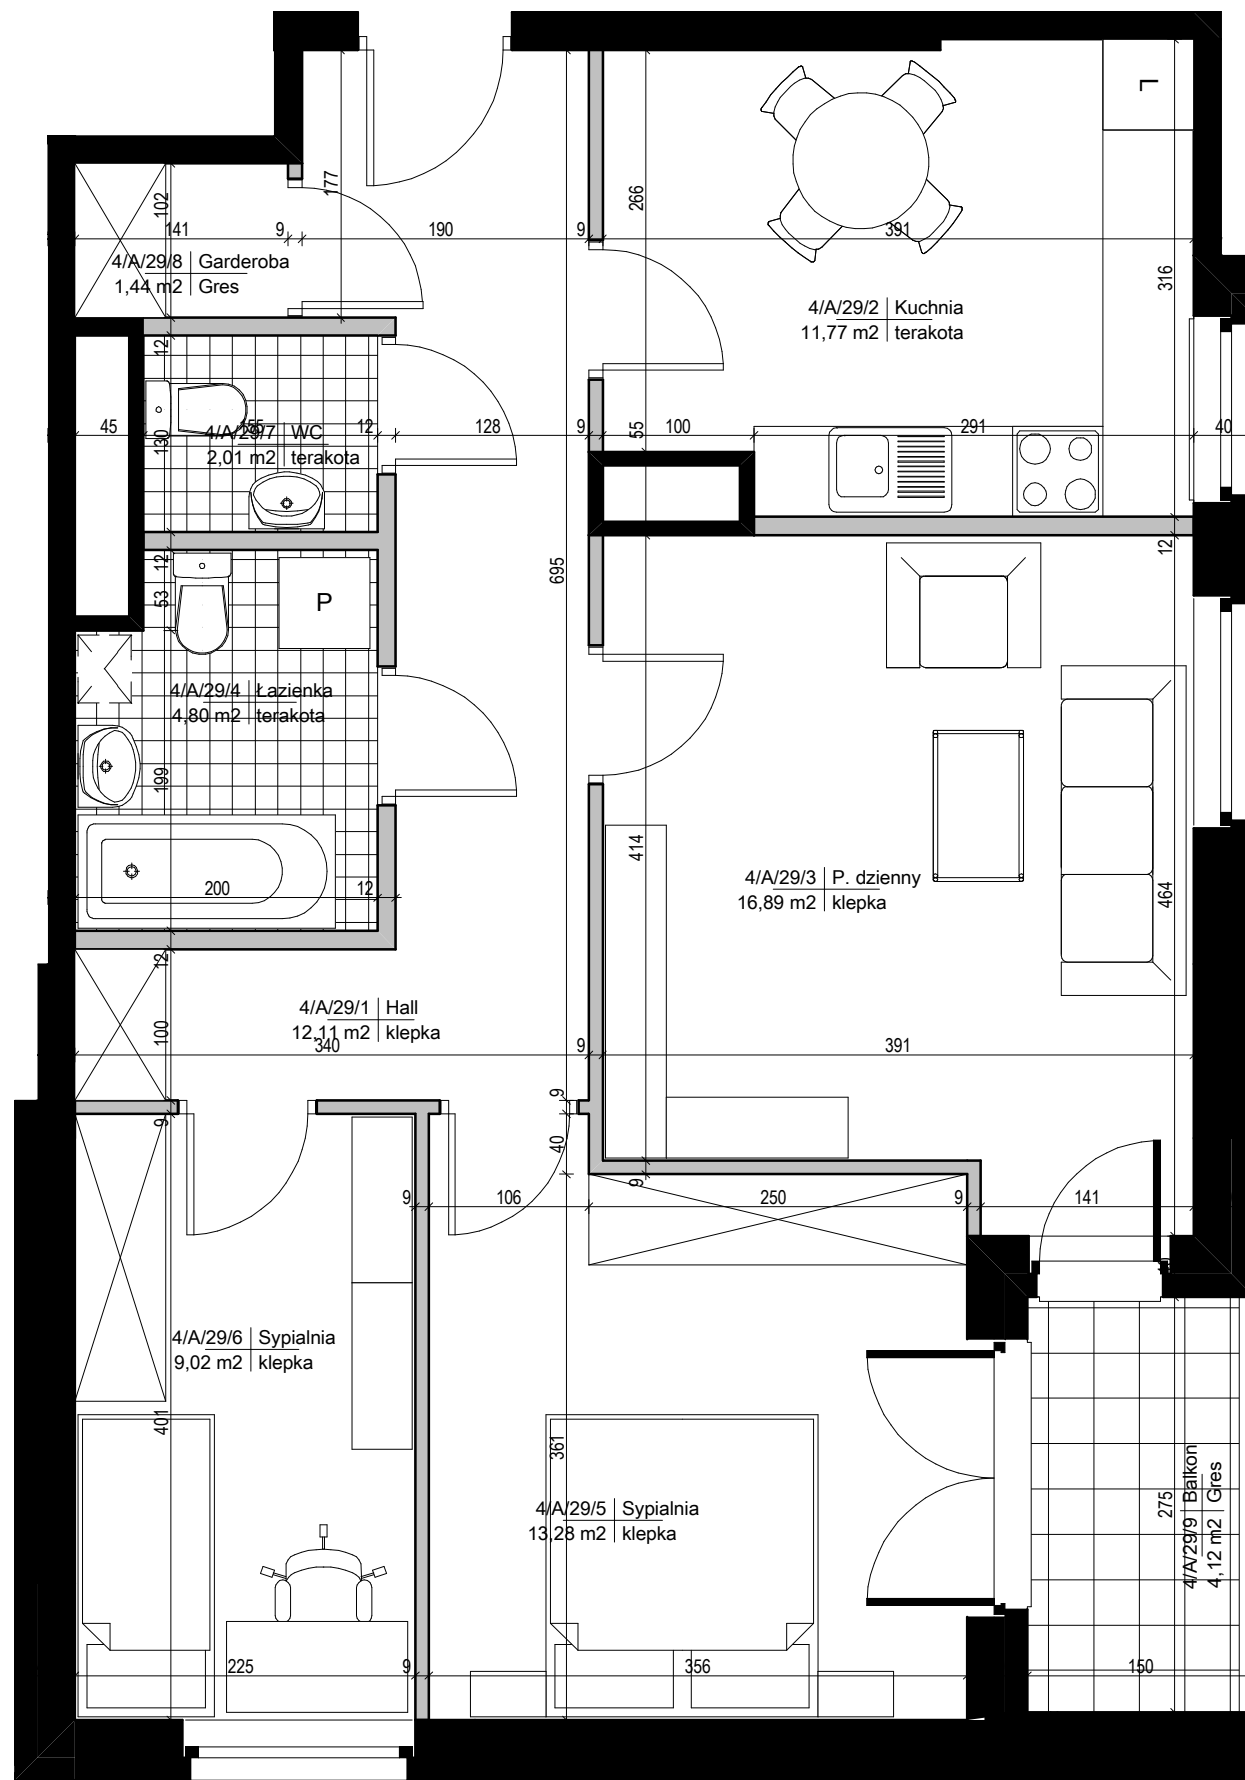 L
177
102
266
141
9
190
9
391
4/A/29/8 Garderoba
1,44 m2 Gres
316
4/A/29/2 Kuchnia
11,77 m2 terakota
12
45
155
12
128
9
55
100
291
40
130
4/A/29/7 WC
2,01 m2 terakota
12
12
53
695
P
4/A/29/4 Łazienka
4,80 m2 terakota
199
414
200
12
4/A/29/3 P. dzienny
16,89 m2 klepka
464
12
4/A/29/1 Hall
12,11 m2 klepka
100
340
9
391
9
9
40
9
9
106
250
9
141
4/A/29/6 Sypialnia
9,02 m2 klepka
401
361
4/A/29/5 Sypialnia
13,28 m2 klepka
275
4/A/29/9 Balkon
4,12 m2 Gres
225
9
356
150